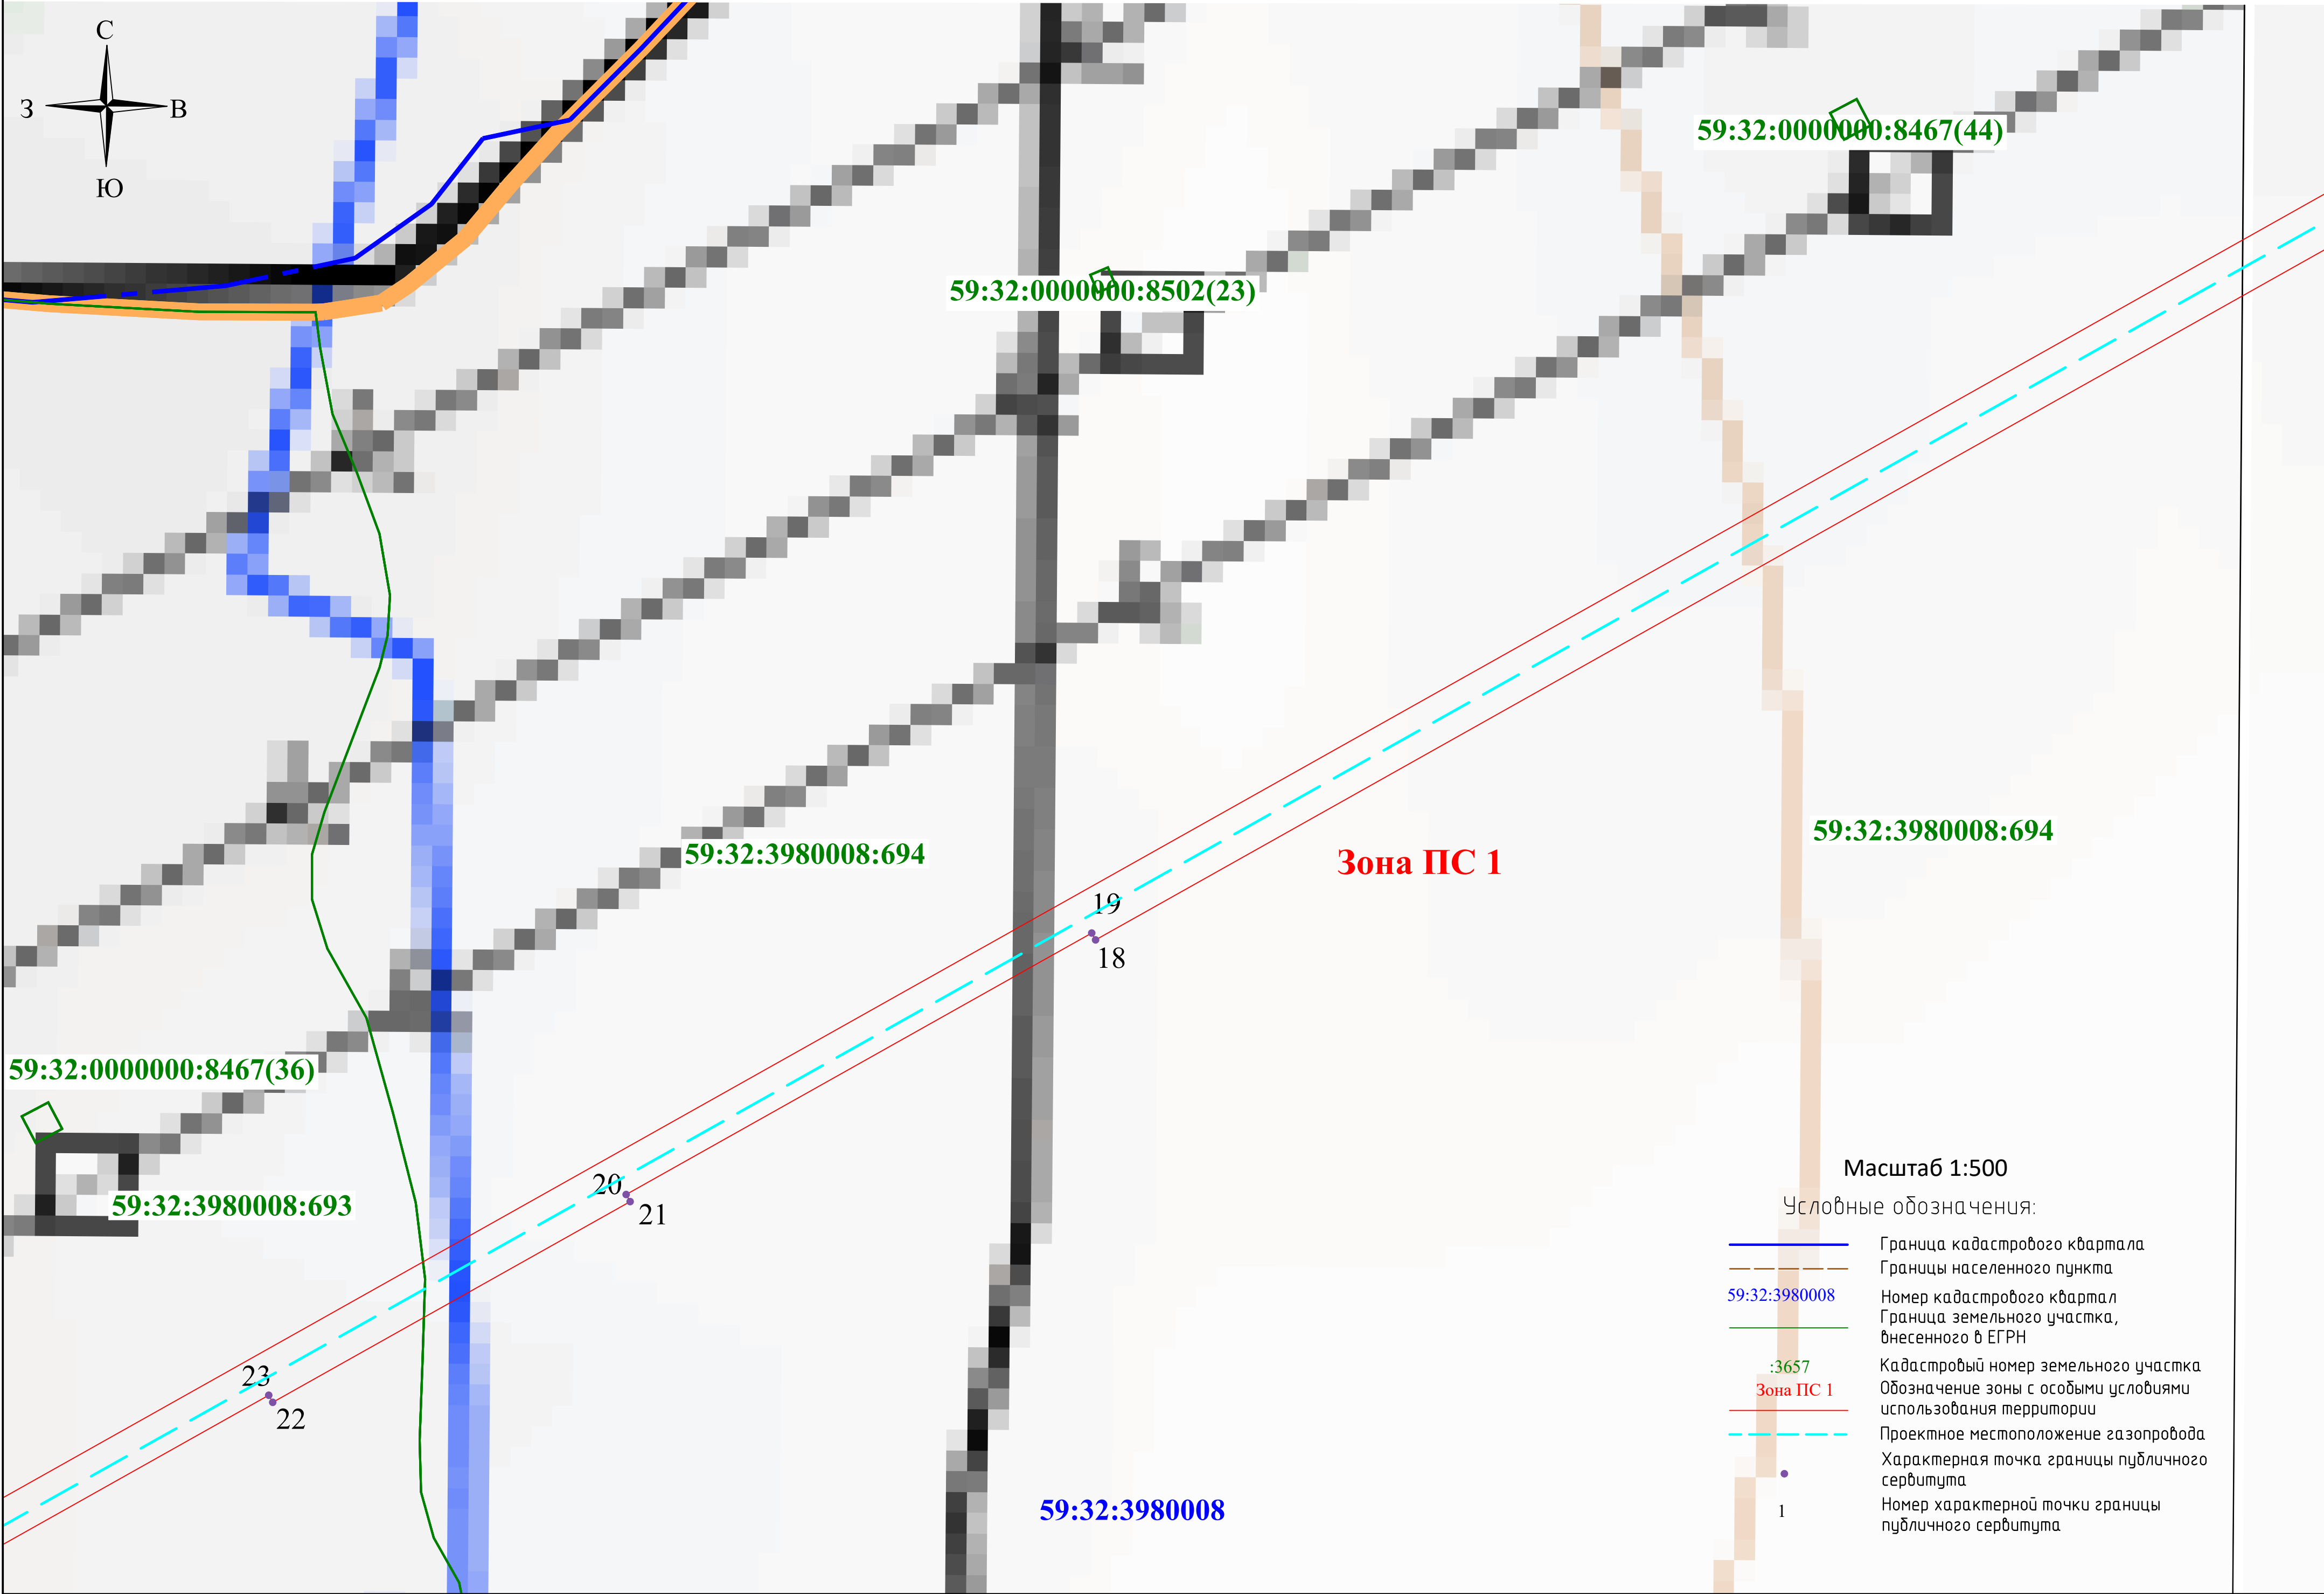 С
З
В
Ю
59:32:0000000:8467(44)
59:32:0000000:8502(23)
59:32:3980008:694
59:32:3980008:694
Зона ПС 1
19
18
59:32:0000000:8467(36)
20
21
59:32:3980008:693
23
22
59:32:3980008
Масштаб 1:500
Условные обозначения:
Граница кадастрового квартала
Границы населенного пункта
59:32:3980008 Номер кадастрового квартал
Граница земельного участка,
внесенного в ЕГРН
:3657 Кадастровый номер земельного участка
Зона ПС 1 Обозначение зоны с особыми условиями
использования территории
Проектное местоположение газопровода
Характерная точка границы публичного
сервитута
1 Номер характерной точки границы
публичного сервитута